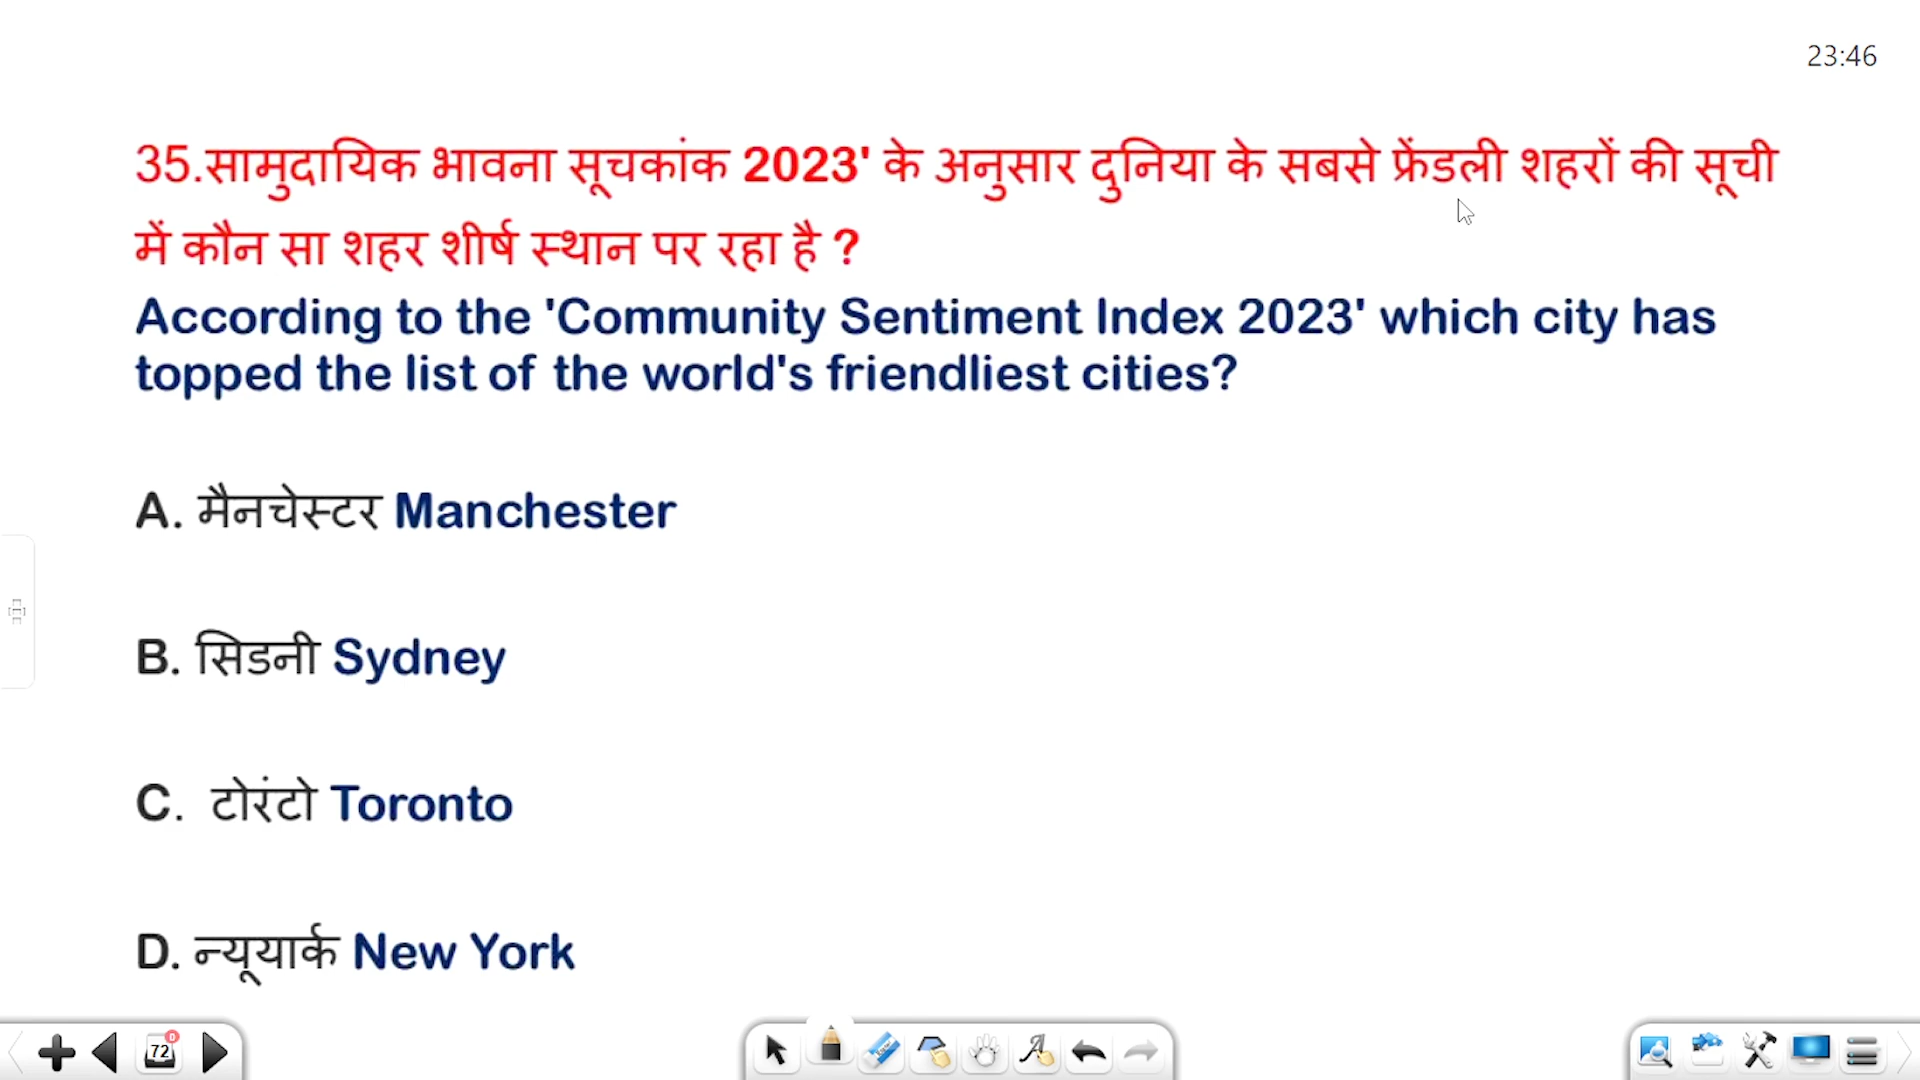 23:46
35.सामुदायिक भावना सूचकांक 2023' के अनुसार दुनिया के सबसे फ्रेंडली शहरों की सूची
में कौन सा शहर शीर्ष स्थान पर रहा है ?
According to the 'Community Sentiment Index 2023' which city has
topped the list of the world's friendliest cities?
A. मैनचेस्टर Manchester
B. सिडनी Sydney
C. टोरंटो Toronto
D. न्यूयार्क New York
72